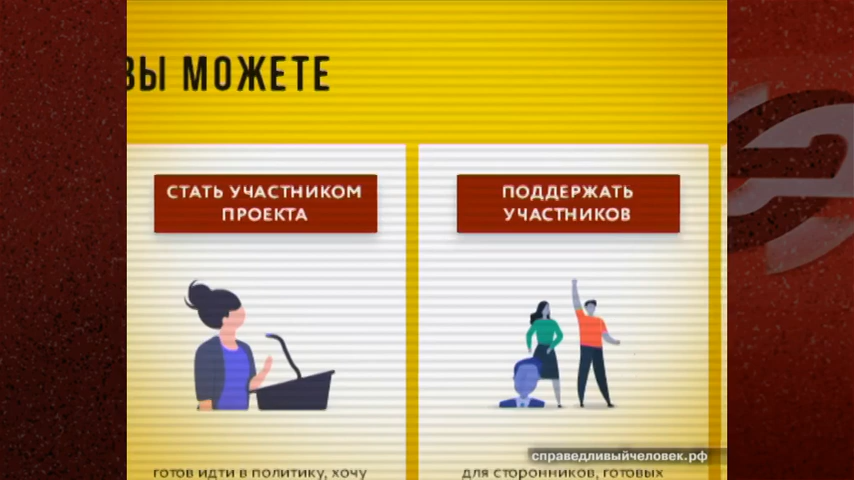 ВЫ МОЖЕТЕ
СТАТЬ УЧАСТНИКОМ
ПРОЕКТА
ПОДДЕРЖАТЬ
УЧАСТНИКОВ
готов идти в политику, хочу
для сторонников, готовых
справедливыйчеловек.рф